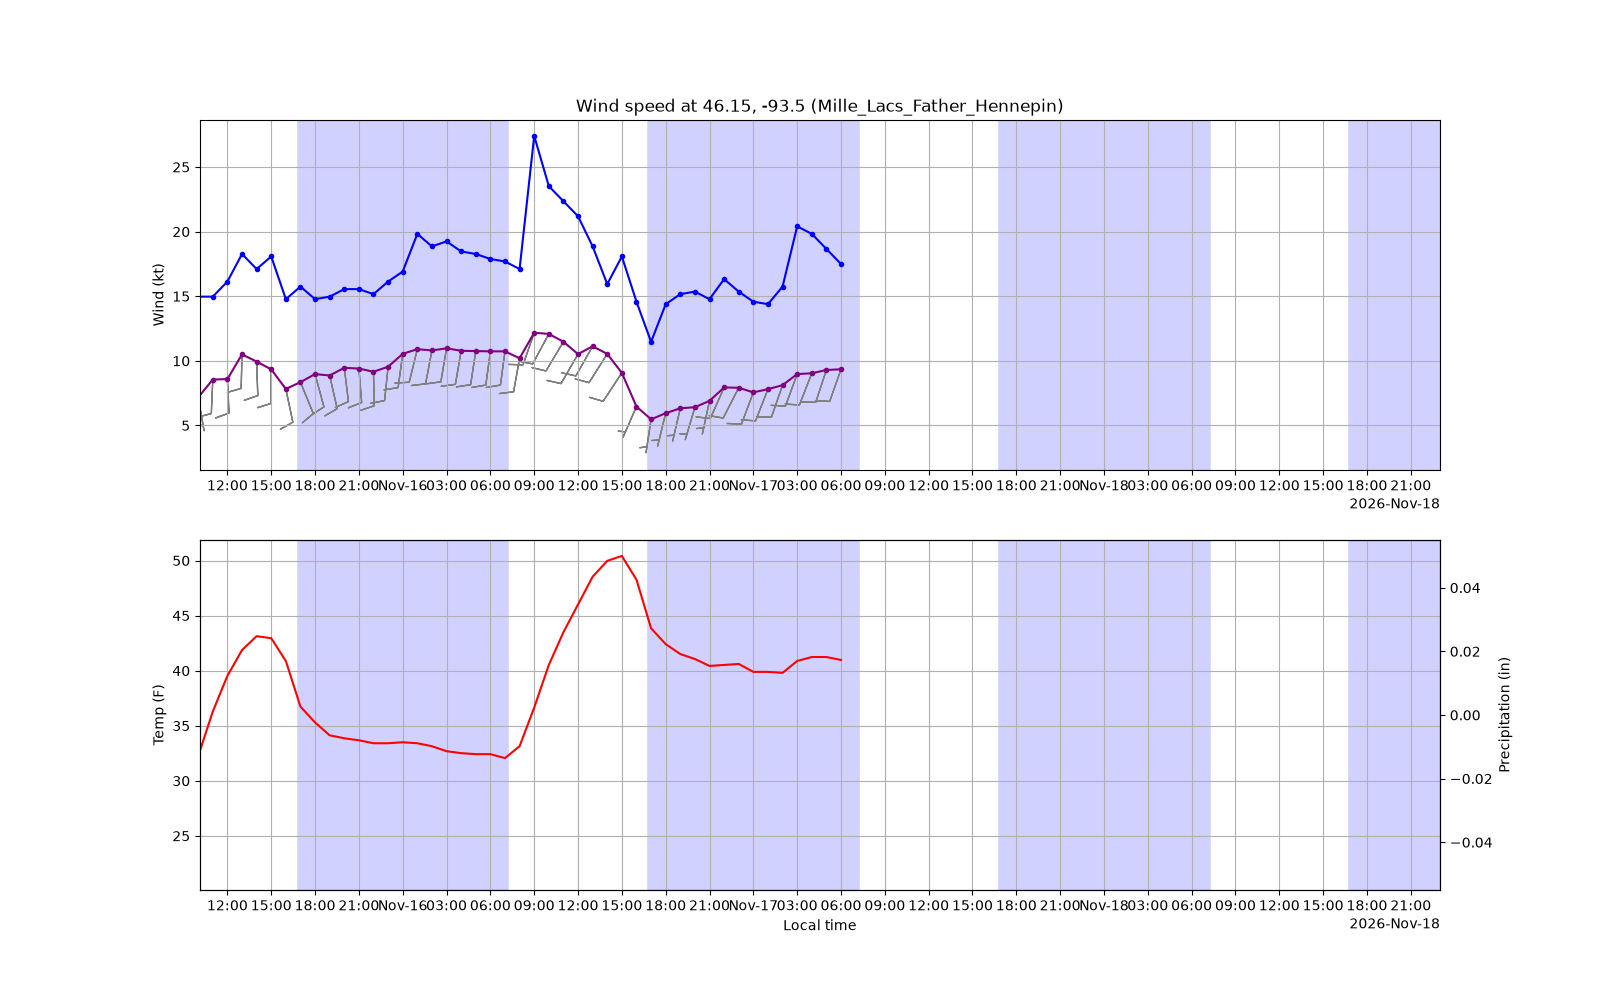 Wind speed at 46.15, -93.5 (Mille_Lacs_Father_Hennepin)
25
20
15
10
5
Wind (kt)
12:00 15:00 18:00 21:00 Nov-16 03:00 06:00 09:00 12:00 15:00 18:00 21:00 Nov-17 03:00 06:00 09:00 12:00 15:00 18:00 21:00 Nov-18 03:00 06:00 09:00 12:00 15:00 18:00 21:00
2026-Nov-18
50
45
40
35
30
25
Temp (F)
0.04
0.02
0.00
−0.02
−0.04
Precipitation (in)
12:00 15:00 18:00 21:00 Nov-16 03:00 06:00 09:00 12:00 15:00 18:00 21:00 Nov-17 03:00 06:00 09:00 12:00 15:00 18:00 21:00 Nov-18 03:00 06:00 09:00 12:00 15:00 18:00 21:00
Local time
2026-Nov-18